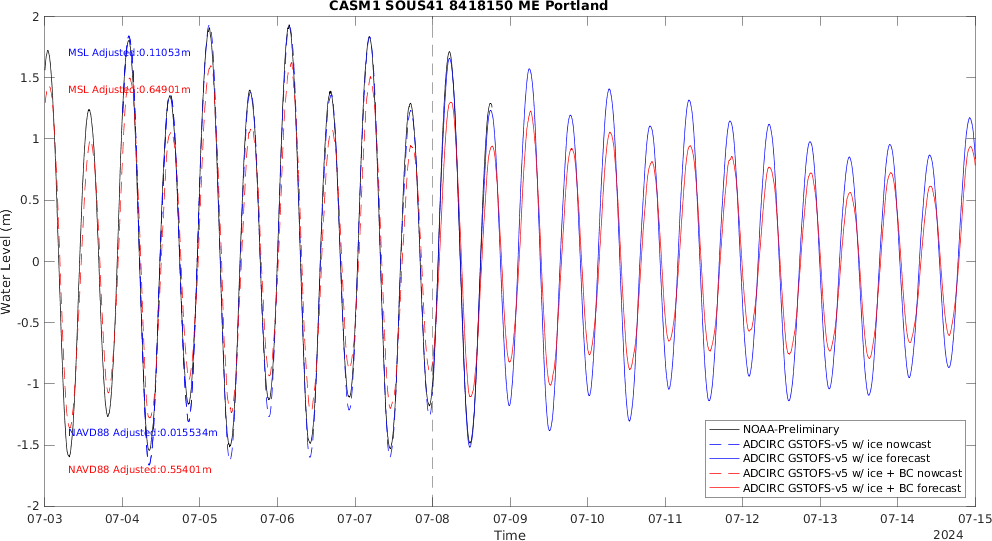 CASM1 SOUS41 8418150 ME Portland
2
1.5
1
0.5
0
-0.5
-1
-1.5
-2
Water Level (m)
MSL Adjusted:0.11053m
MSL Adjusted:0.64901m
NAVD88 Adjusted:0.015534m
NAVD88 Adjusted:0.55401m
NOAA-Preliminary
ADCIRC GSTOFS-v5 w/ ice nowcast
ADCIRC GSTOFS-v5 w/ ice forecast
ADCIRC GSTOFS-v5 w/ ice + BC nowcast
ADCIRC GSTOFS-v5 w/ ice + BC forecast
07-03 07-04 07-05 07-06 07-07 07-08 07-09 07-10 07-11 07-12 07-13 07-14 07-15
Time
2024